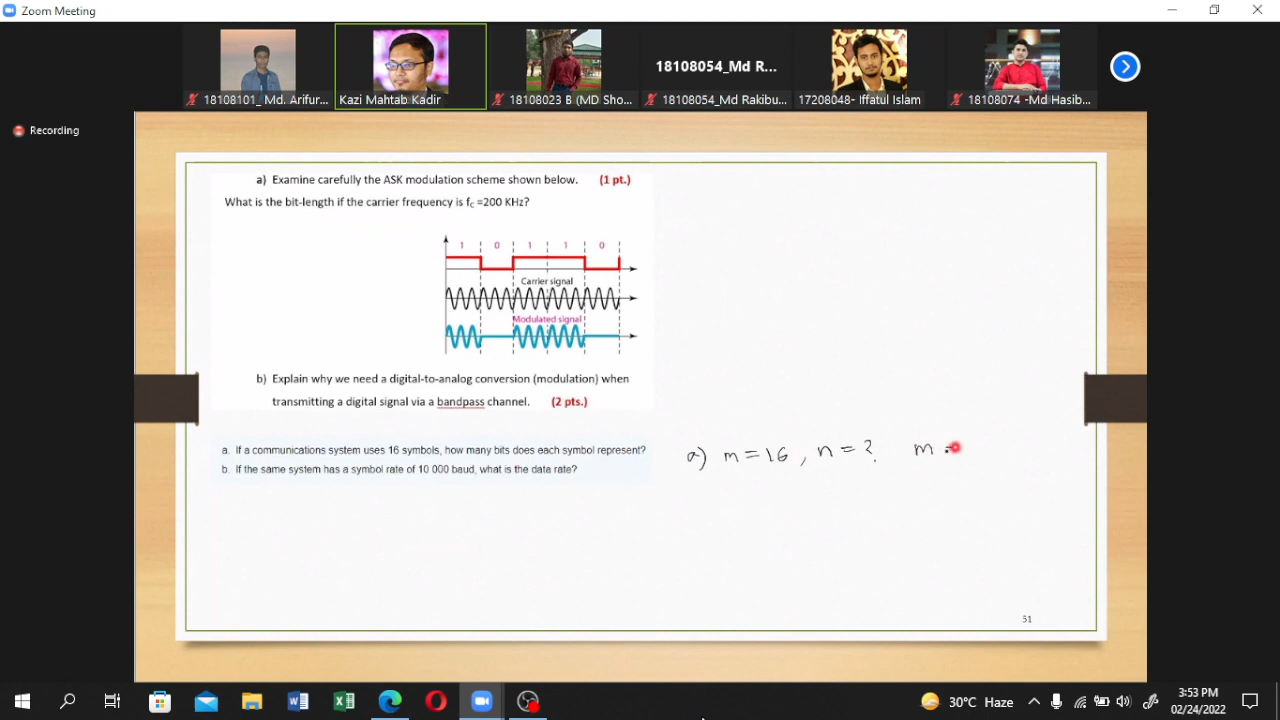 Zoom Meeting
18108101_ Md. Arifur...
Kazi Mahtab Kadir
18108023 B (MD Sho...
18108054_Md R...
18108054_Md Rakibu...
17208048- Iffatul Islam
18108074 -Md Hasib...
Recording
a) Examine carefully the ASK modulation scheme shown below. (1 pt.)
What is the bit-length if the carrier frequency is fC =200 KHz?
1 0 1 1 0
Carrier signal
Modulated signal
b) Explain why we need a digital-to-analog conversion (modulation) when
transmitting a digital signal via a bandpass channel. (2 pts.)
a. If a communications system uses 16 symbols, how many bits does each symbol represent?
b. If the same system has a symbol rate of 10 000 baud, what is the data rate?
a) m = 16 , n = ? m =
51
30°C Haze
3:53 PM
02/24/2022